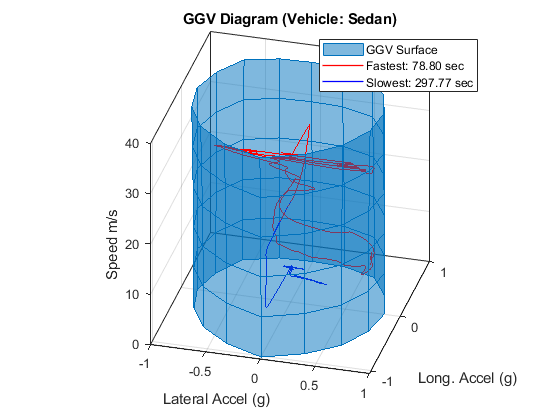 GGV Diagram (Vehicle: Sedan)
GGV Surface
Fastest: 78.80 sec
Slowest: 297.77 sec
40
30
20
10
0
Speed m/s
-1
-0.5
0
0.5
1
Lateral Accel (g)
-1
0
1
Long. Accel (g)